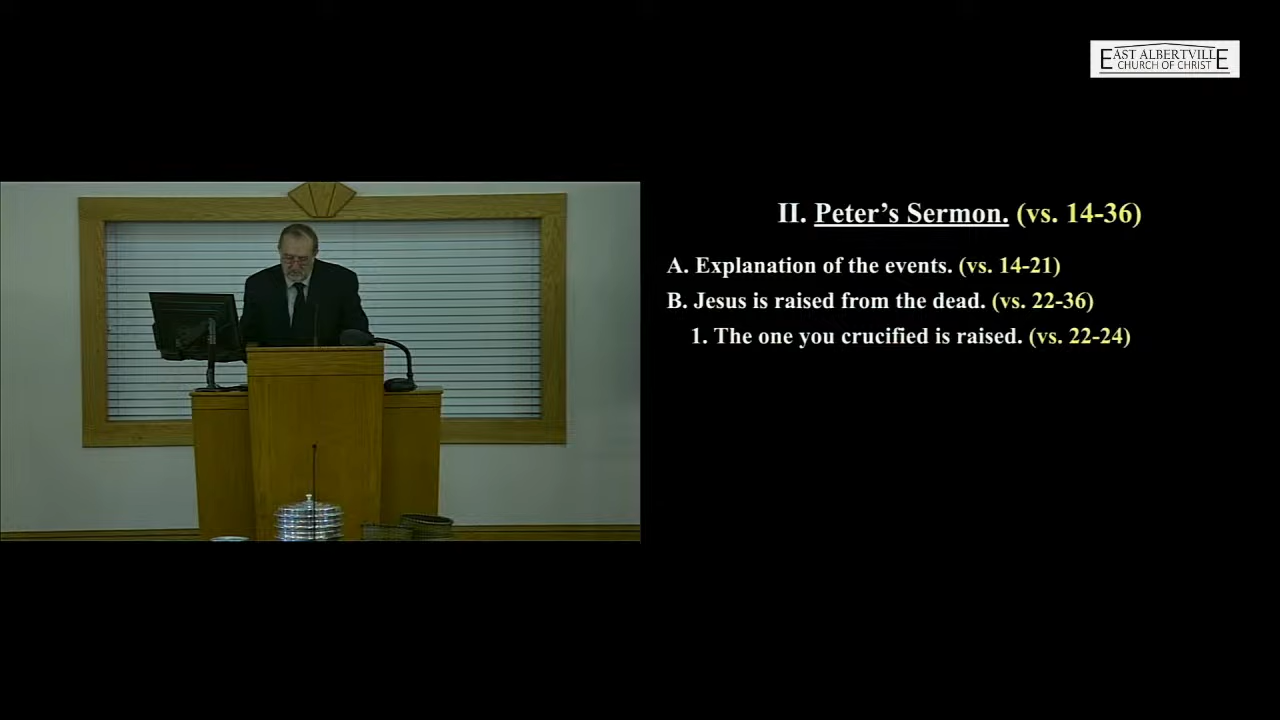 EAST ALBERTVILLE
CHURCH OF CHRIST
II. Peter’s Sermon. (vs. 14-36)
A. Explanation of the events. (vs. 14-21)
B. Jesus is raised from the dead. (vs. 22-36)
1. The one you crucified is raised. (vs. 22-24)